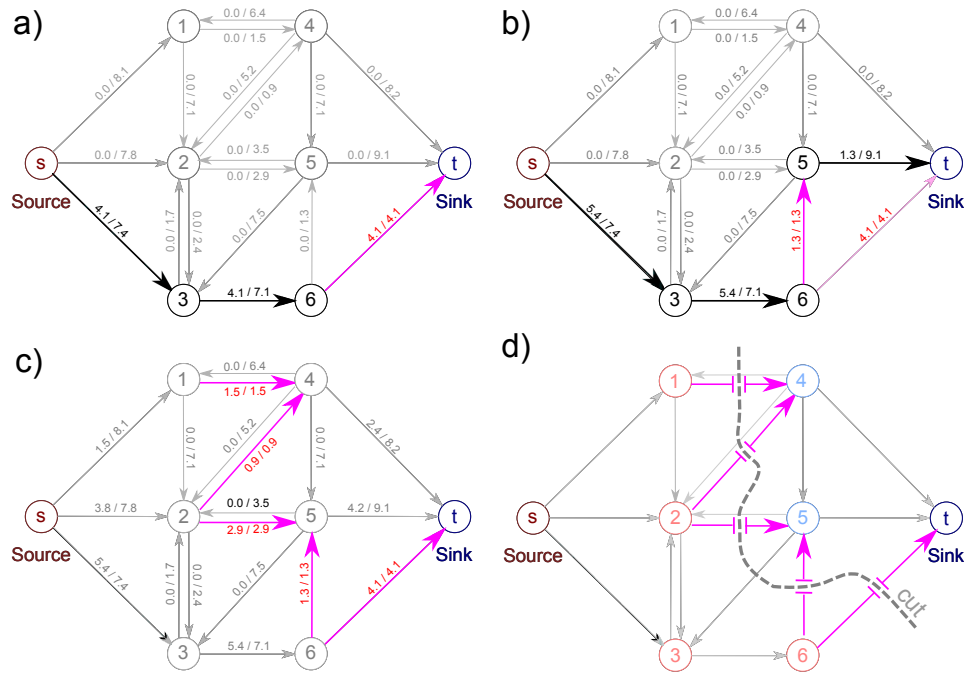 a)
0.0 / 6.4
1
4
0.0 / 1.5
0.0 / 8.1
0.0 / 7.1
0.0 / 5.2
0.0 / 0.9
0.0 / 7.1
0.0 / 8.2
s
0.0 / 7.8
2
0.0 / 3.5
0.0 / 2.9
5
0.0 / 9.1
t
Source
Sink
4.1 / 7.4
0.0 / 1.7
0.0 / 2.4
0.0 / 7.5
0.0 / 1.3
4.1 / 4.1
3
4.1 / 7.1
6
b)
0.0 / 6.4
1
4
0.0 / 1.5
0.0 / 8.1
0.0 / 7.1
0.0 / 5.2
0.0 / 0.9
0.0 / 7.1
0.0 / 8.2
s
0.0 / 7.8
2
0.0 / 3.5
0.0 / 2.9
5
1.3 / 9.1
t
Source
Sink
5.4 / 7.4
0.0 / 1.7
0.0 / 2.4
0.0 / 7.5
1.3 / 1.3
4.1 / 4.1
3
5.4 / 7.1
6
c)
0.0 / 6.4
1
4
1.5 / 1.5
1.5 / 8.1
0.0 / 7.1
0.0 / 5.2
0.9 / 0.9
0.0 / 7.1
2.4 / 8.2
s
3.8 / 7.8
2
0.0 / 3.5
2.9 / 2.9
5
4.2 / 9.1
t
Source
Sink
5.4 / 7.4
0.0 / 1.7
0.0 / 2.4
0.0 / 7.5
1.3 / 1.3
4.1 / 4.1
3
5.4 / 7.1
6
d)
1
4
s
2
5
t
Source
Sink
cut
3
6